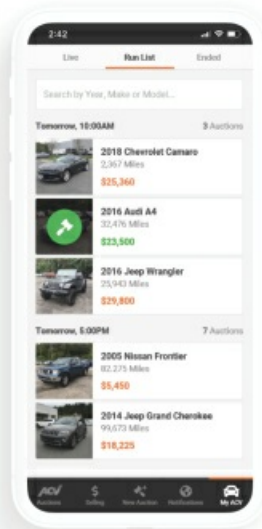 2:42
Live Run List Ended
Search by Year, Make or Model...
Tomorrow, 10:00AM 3 Auctions
2018 Chevrolet Camaro
2,367 Miles
$25,360
2016 Audi A4
32,476 Miles
$23,500
2016 Jeep Wrangler
25,943 Miles
$29,800
Tomorrow, 5:00PM 7 Auctions
2005 Nissan Frontier
82,275 Miles
$5,450
2014 Jeep Grand Cherokee
99,673 Miles
$18,225
ACV
Auctions Selling New Auction Notifications My ACV